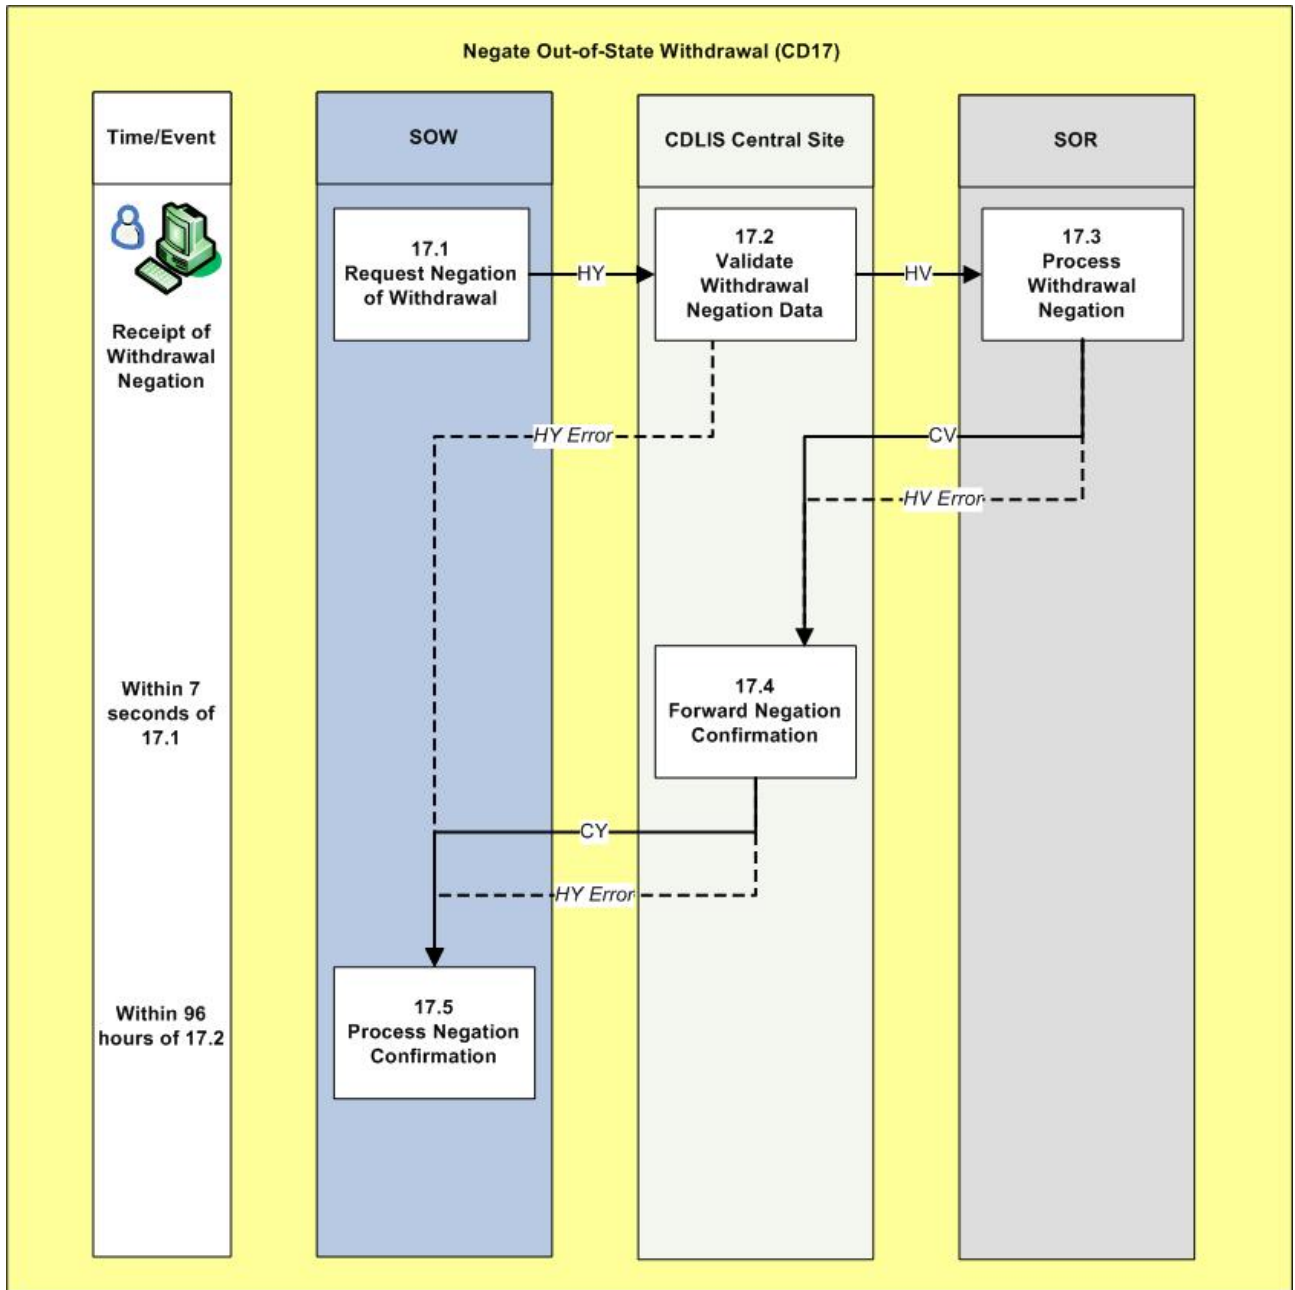 Negate Out-of-State Withdrawal (CD17)
Time/Event
SOW
CDLIS Central Site
SOR
Receipt of
Withdrawal
Negation
17.1
Request Negation
of Withdrawal
HY
17.2
Validate
Withdrawal
Negation Data
HV
17.3
Process
Withdrawal
Negation
HY Error
CV
HV Error
Within 7
seconds of
17.1
17.4
Forward Negation
Confirmation
CY
HY Error
Within 96
hours of 17.2
17.5
Process Negation
Confirmation